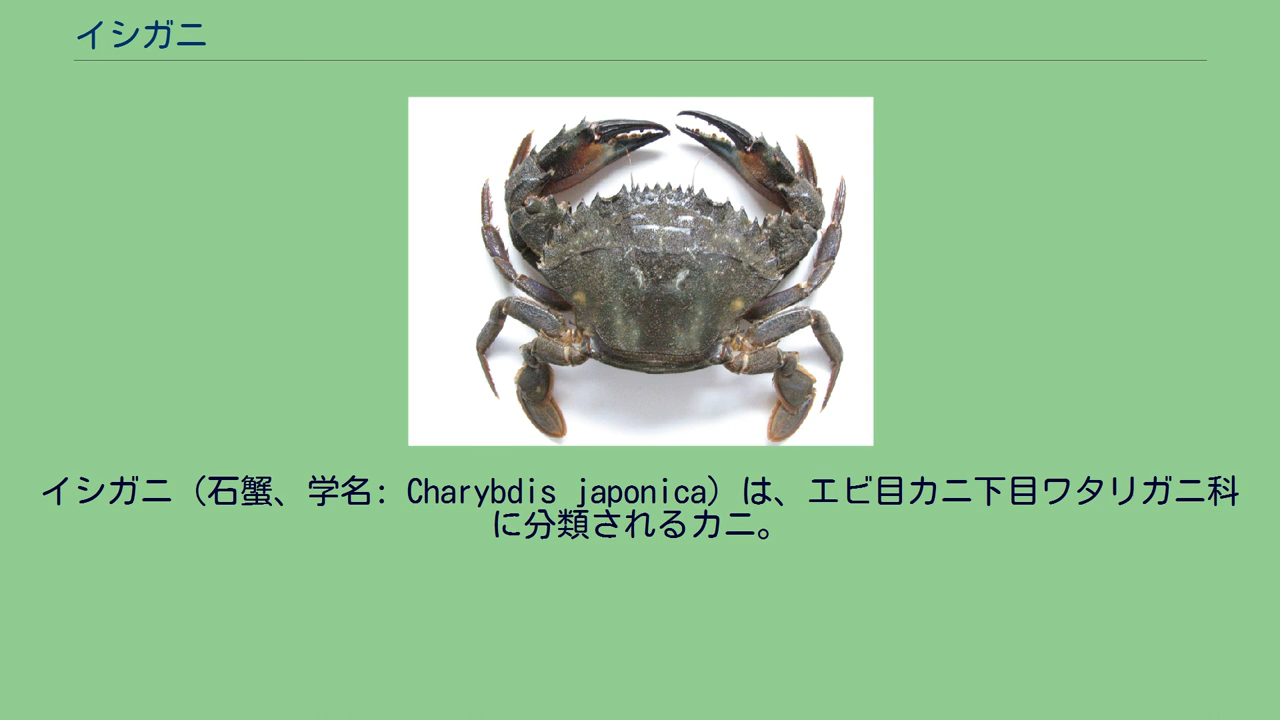 イシガニ
イシガニ（石蟹、学名: Charybdis japonica）は、エビ目カニ下目ワタリガニ科
に分類されるカニ。